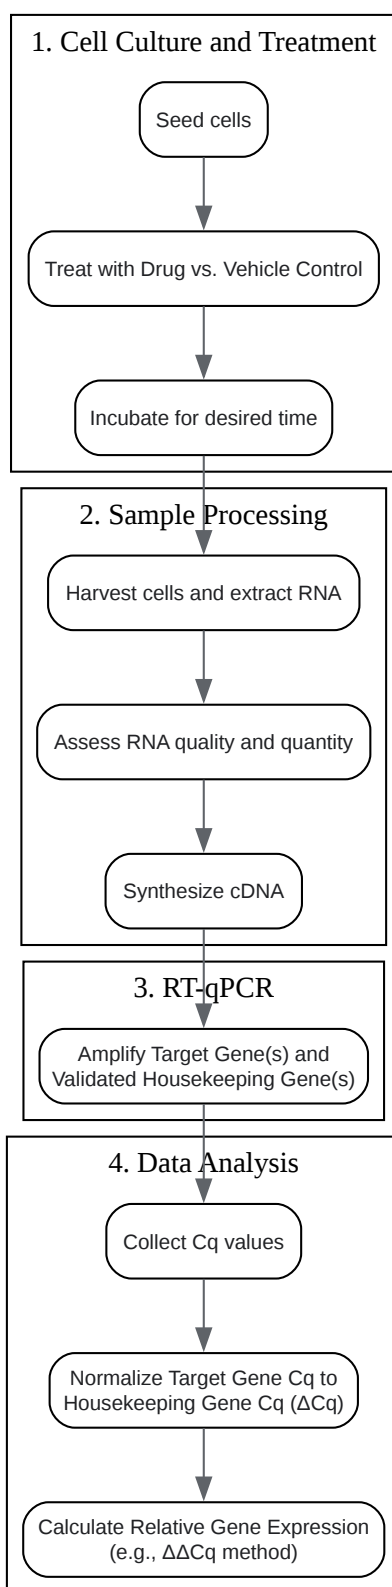 1. Cell Culture and Treatment
Seed cells
Treat with Drug vs. Vehicle Control
Incubate for desired time
2. Sample Processing
Harvest cells and extract RNA
Assess RNA quality and quantity
Synthesize cDNA
3. RT-qPCR
Amplify Target Gene(s) and
Validated Housekeeping Gene(s)
4. Data Analysis
Collect Cq values
Normalize Target Gene Cq to
Housekeeping Gene Cq (ΔCq)
Calculate Relative Gene Expression
(e.g., ΔΔCq method)